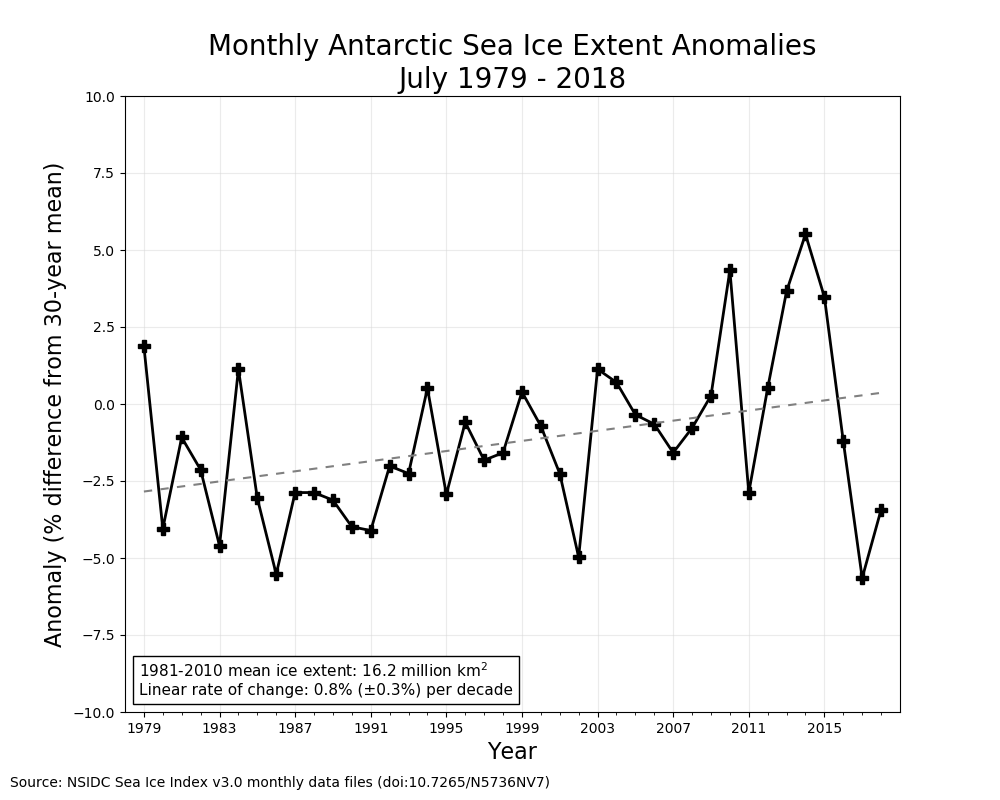 Monthly Antarctic Sea Ice Extent Anomalies
July 1979 - 2018
Anomaly (% difference from 30-year mean)
10.0
7.5
5.0
2.5
0.0
−2.5
−5.0
−7.5
−10.0
1981-2010 mean ice extent: 16.2 million km²
Linear rate of change: 0.8% (±0.3%) per decade
1979 1983 1987 1991 1995 1999 2003 2007 2011 2015
Year
Source: NSIDC Sea Ice Index v3.0 monthly data files (doi:10.7265/N5736NV7)